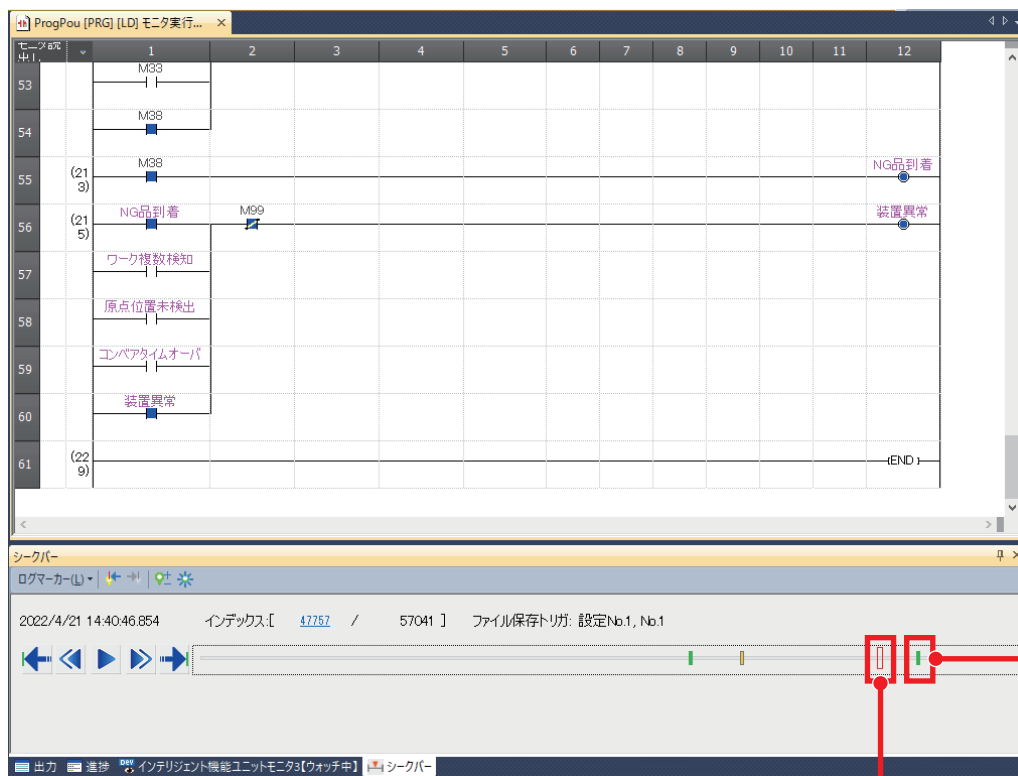 ProgPou [PRG] [LD] モニタ実行...
1 2 3 4 5 6 7 8 9 10 11 12
53 M33
54 M38
55 (21 M38 NG品到着
3)
56 (21 NG品到着 M99 装置異常
5)
57 ワーク複数検知
58 原点位置未検出
59 コンベアタイムオーバ
60 装置異常
61 (22 END
9)
シークバー
ログマーカー(L)
2022/4/21 14:40:46.854 インデックス:[ 47757 / 57041 ] ファイル保存トリガ: 設定No.1, No.1
出力 進捗 インテリジェント機能ユニットモニタ3【ウォッチ中】 シークバー